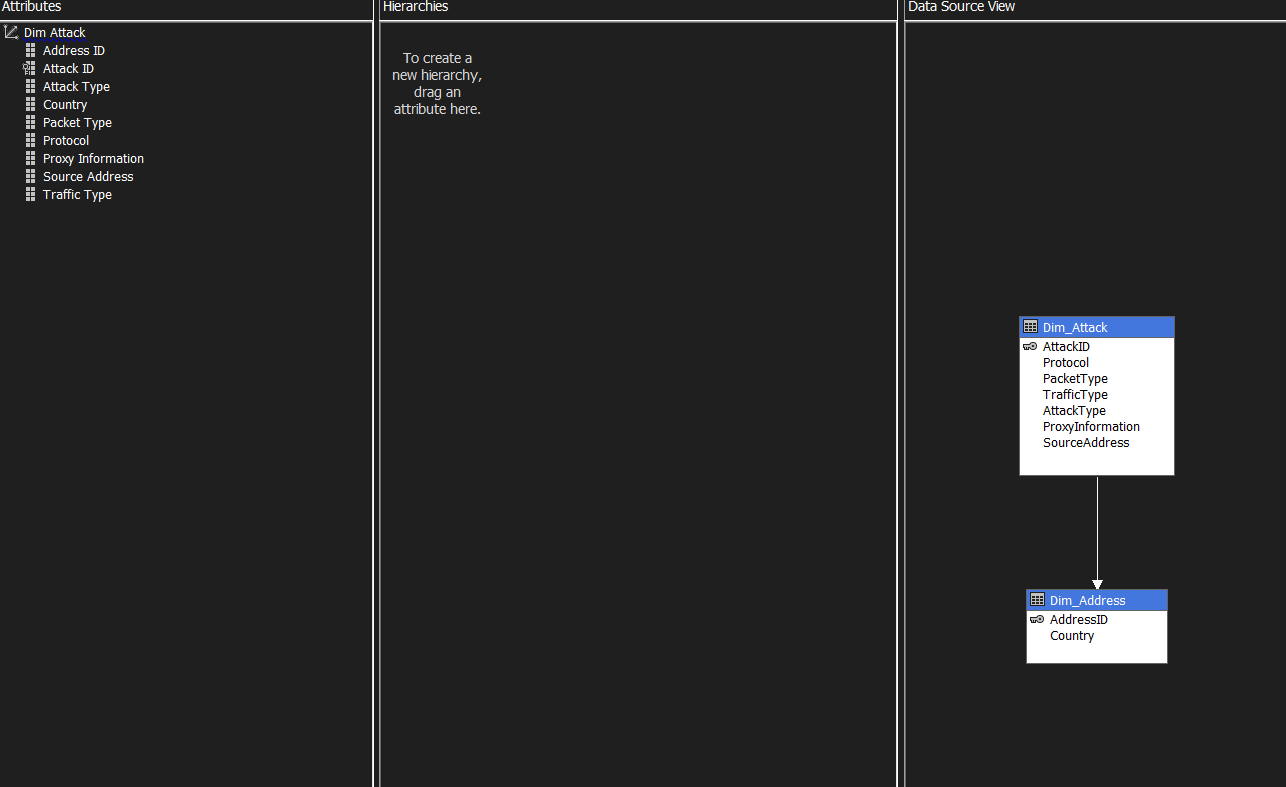 Attributes
Dim Attack
Address ID
Attack ID
Attack Type
Country
Packet Type
Protocol
Proxy Information
Source Address
Traffic Type
Hierarchies
To create a
new hierarchy,
drag an
attribute here.
Data Source View
Dim_Attack
AttackID
Protocol
PacketType
TrafficType
AttackType
ProxyInformation
SourceAddress
Dim_Address
AddressID
Country